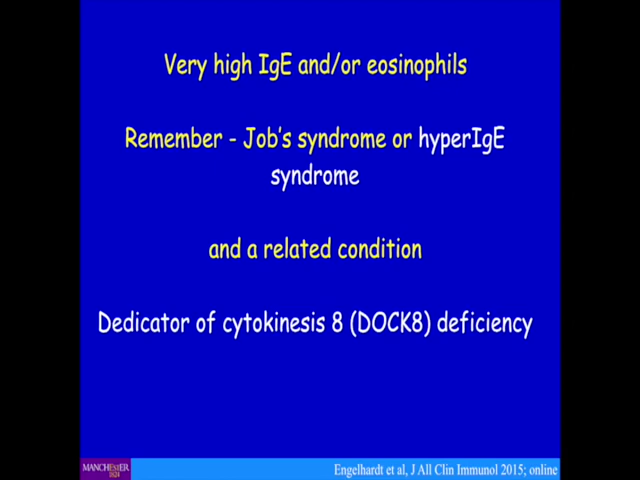 Very high IgE and/or eosinophils
Remember - Job's syndrome or hyperIgE
syndrome
and a related condition
Dedicator of cytokinesis 8 (DOCK8) deficiency
MANCHESTER
1824
Engelhardt et al, J All Clin Immunol 2015; online